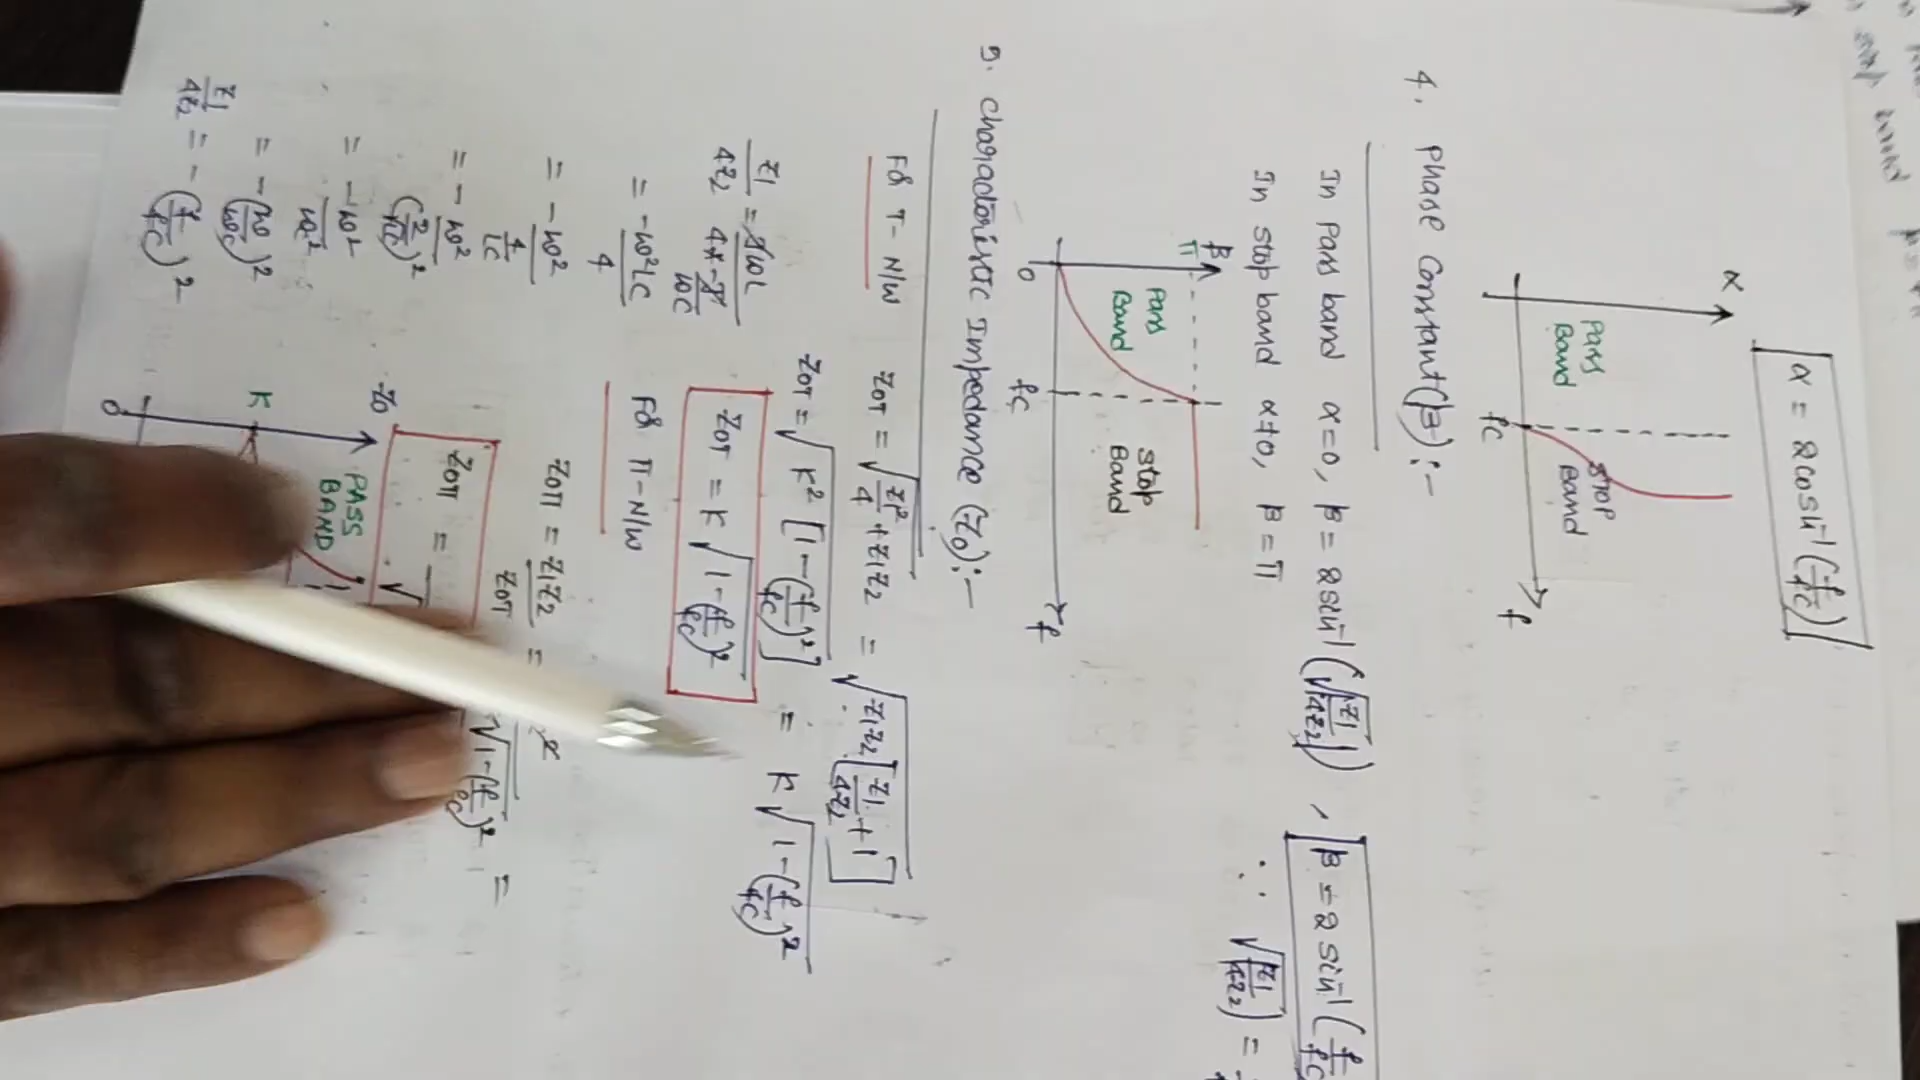 α = 2cosh⁻¹(f/fc)
α
Pass Band
Stop Band
fc
f
4. Phase Constant(β):-
In Pass band α=0, β = 2sin⁻¹(√|Z1/4Z2|), β = 2 sin⁻¹(f/fc
In stop band α≠0, β = π
∴ √|Z1/4Z2| =
β
π
Pass Band
Stop Band
0
fc
f
5. Characteristic Impedance (Z0):-
T - N/W
Z0T = √(Z1²/4 + Z1Z2) = √(Z1Z2[Z1/4Z2 + 1])
Z0T = √(K²[1-(f/fc)²]) = K√(1-(f/fc)²)
Z0T = K√(1-(f/fc)²)
Z1/4Z2 = jωL/(4×-j/ωC)
= -ω²LC/4
= -ω²/(4/LC)
= -ω²/(2/√LC)²
= -ω²/ωc²
= -(ω/ωc)²
Z1/4Z2 = -(f/fc)²
π - N/W
Z0π = Z1Z2/Z0T =
√(1-(f/fc)²) =
Z0π =
Z0
K
PASS BAND
0